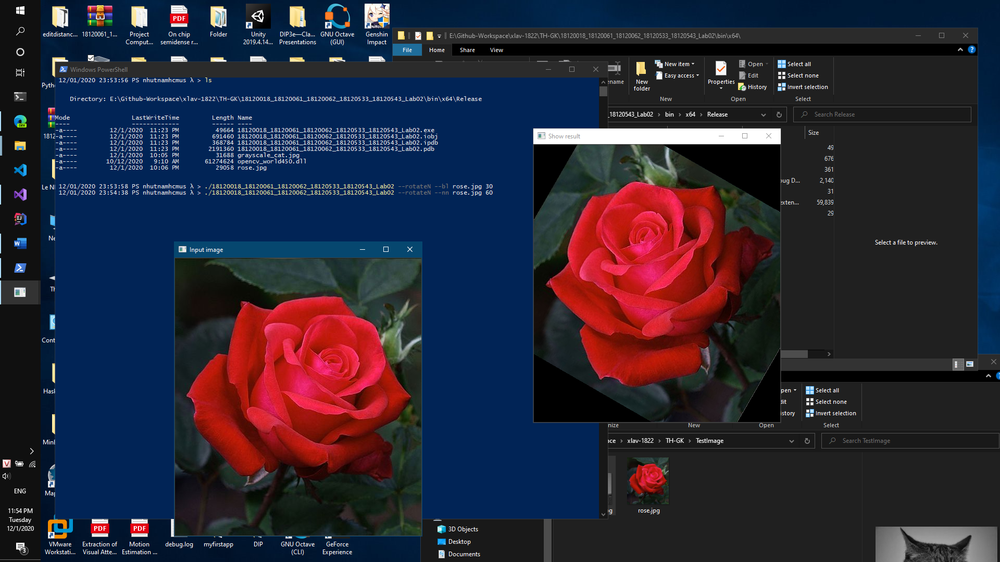 editdistanc...
18120061_1...
Project Comput...
On chip semidense r...
Folder
Unity 2019.4.14...
DIP3e—Cla... Presentations
GNU Octave (GUI)
Genshin Impact
E:\Github-Workspace\xlav-1822\TH-GK\18120018_18120061_18120062_18120533_18120543_Lab02\bin\x64\
File
Home
Share
View
Windows PowerShell
12/01/2020 23:53:56 PS nhutnamhcmus λ > ls
Directory: E:\Github-Workspace\xlav-1822\TH-GK\18120018_18120061_18120062_18120533_18120543_Lab02\bin\x64\Release
Mode LastWriteTime Length Name
---- ------------- ------ ----
-a---- 12/1/2020 11:23 PM 49664 18120018_18120061_18120062_18120533_18120543_Lab02.exe
-a---- 12/1/2020 11:23 PM 691460 18120018_18120061_18120062_18120533_18120543_Lab02.iobj
-a---- 12/1/2020 11:23 PM 368784 18120018_18120061_18120062_18120533_18120543_Lab02.ipdb
-a---- 12/1/2020 11:23 PM 2191360 18120018_18120061_18120062_18120533_18120543_Lab02.pdb
-a---- 12/1/2020 10:05 PM 31688 grayscale_cat.jpg
-a---- 10/12/2020 9:10 AM 61274624 opencv_world450.dll
-a---- 12/1/2020 10:06 PM 29058 rose.jpg
12/01/2020 23:53:58 PS nhutnamhcmus λ > ./18120018_18120061_18120062_18120533_18120543_Lab02 --rotateN --bl rose.jpg 30
12/01/2020 23:54:38 PS nhutnamhcmus λ > ./18120018_18120061_18120062_18120533_18120543_Lab02 --rotateN --nn rose.jpg 60
ename
New folder
New item
Easy access
New
Properties
Open
Edit
History
Open
Select all
Select none
Invert selection
Select
_18120543_Lab02 > bin > x64 > Release
Search Release
Size
49
676
361
ug D... 2,140
31
exten... 59,839
29
Select a file to preview.
Show result
Input image
Pyth
1812
Le N
Ne
Th
Cont
Hask
MinE
Map
pen
dit
istory
Select all
Select none
Invert selection
nize
New
Open
Select
ace > xlav-1822 > TH-GK > TestImage
Search TestImage
rose.jpg
3D Objects
Desktop
Documents
ENG
11:54 PM
Tuesday
12/1/2020
3
VMware Workstati...
Extraction of Visual Atte...
Motion Estimation ...
debug.log
myfirstapp
DIP
GNU Octave (CLI)
GeForce Experience